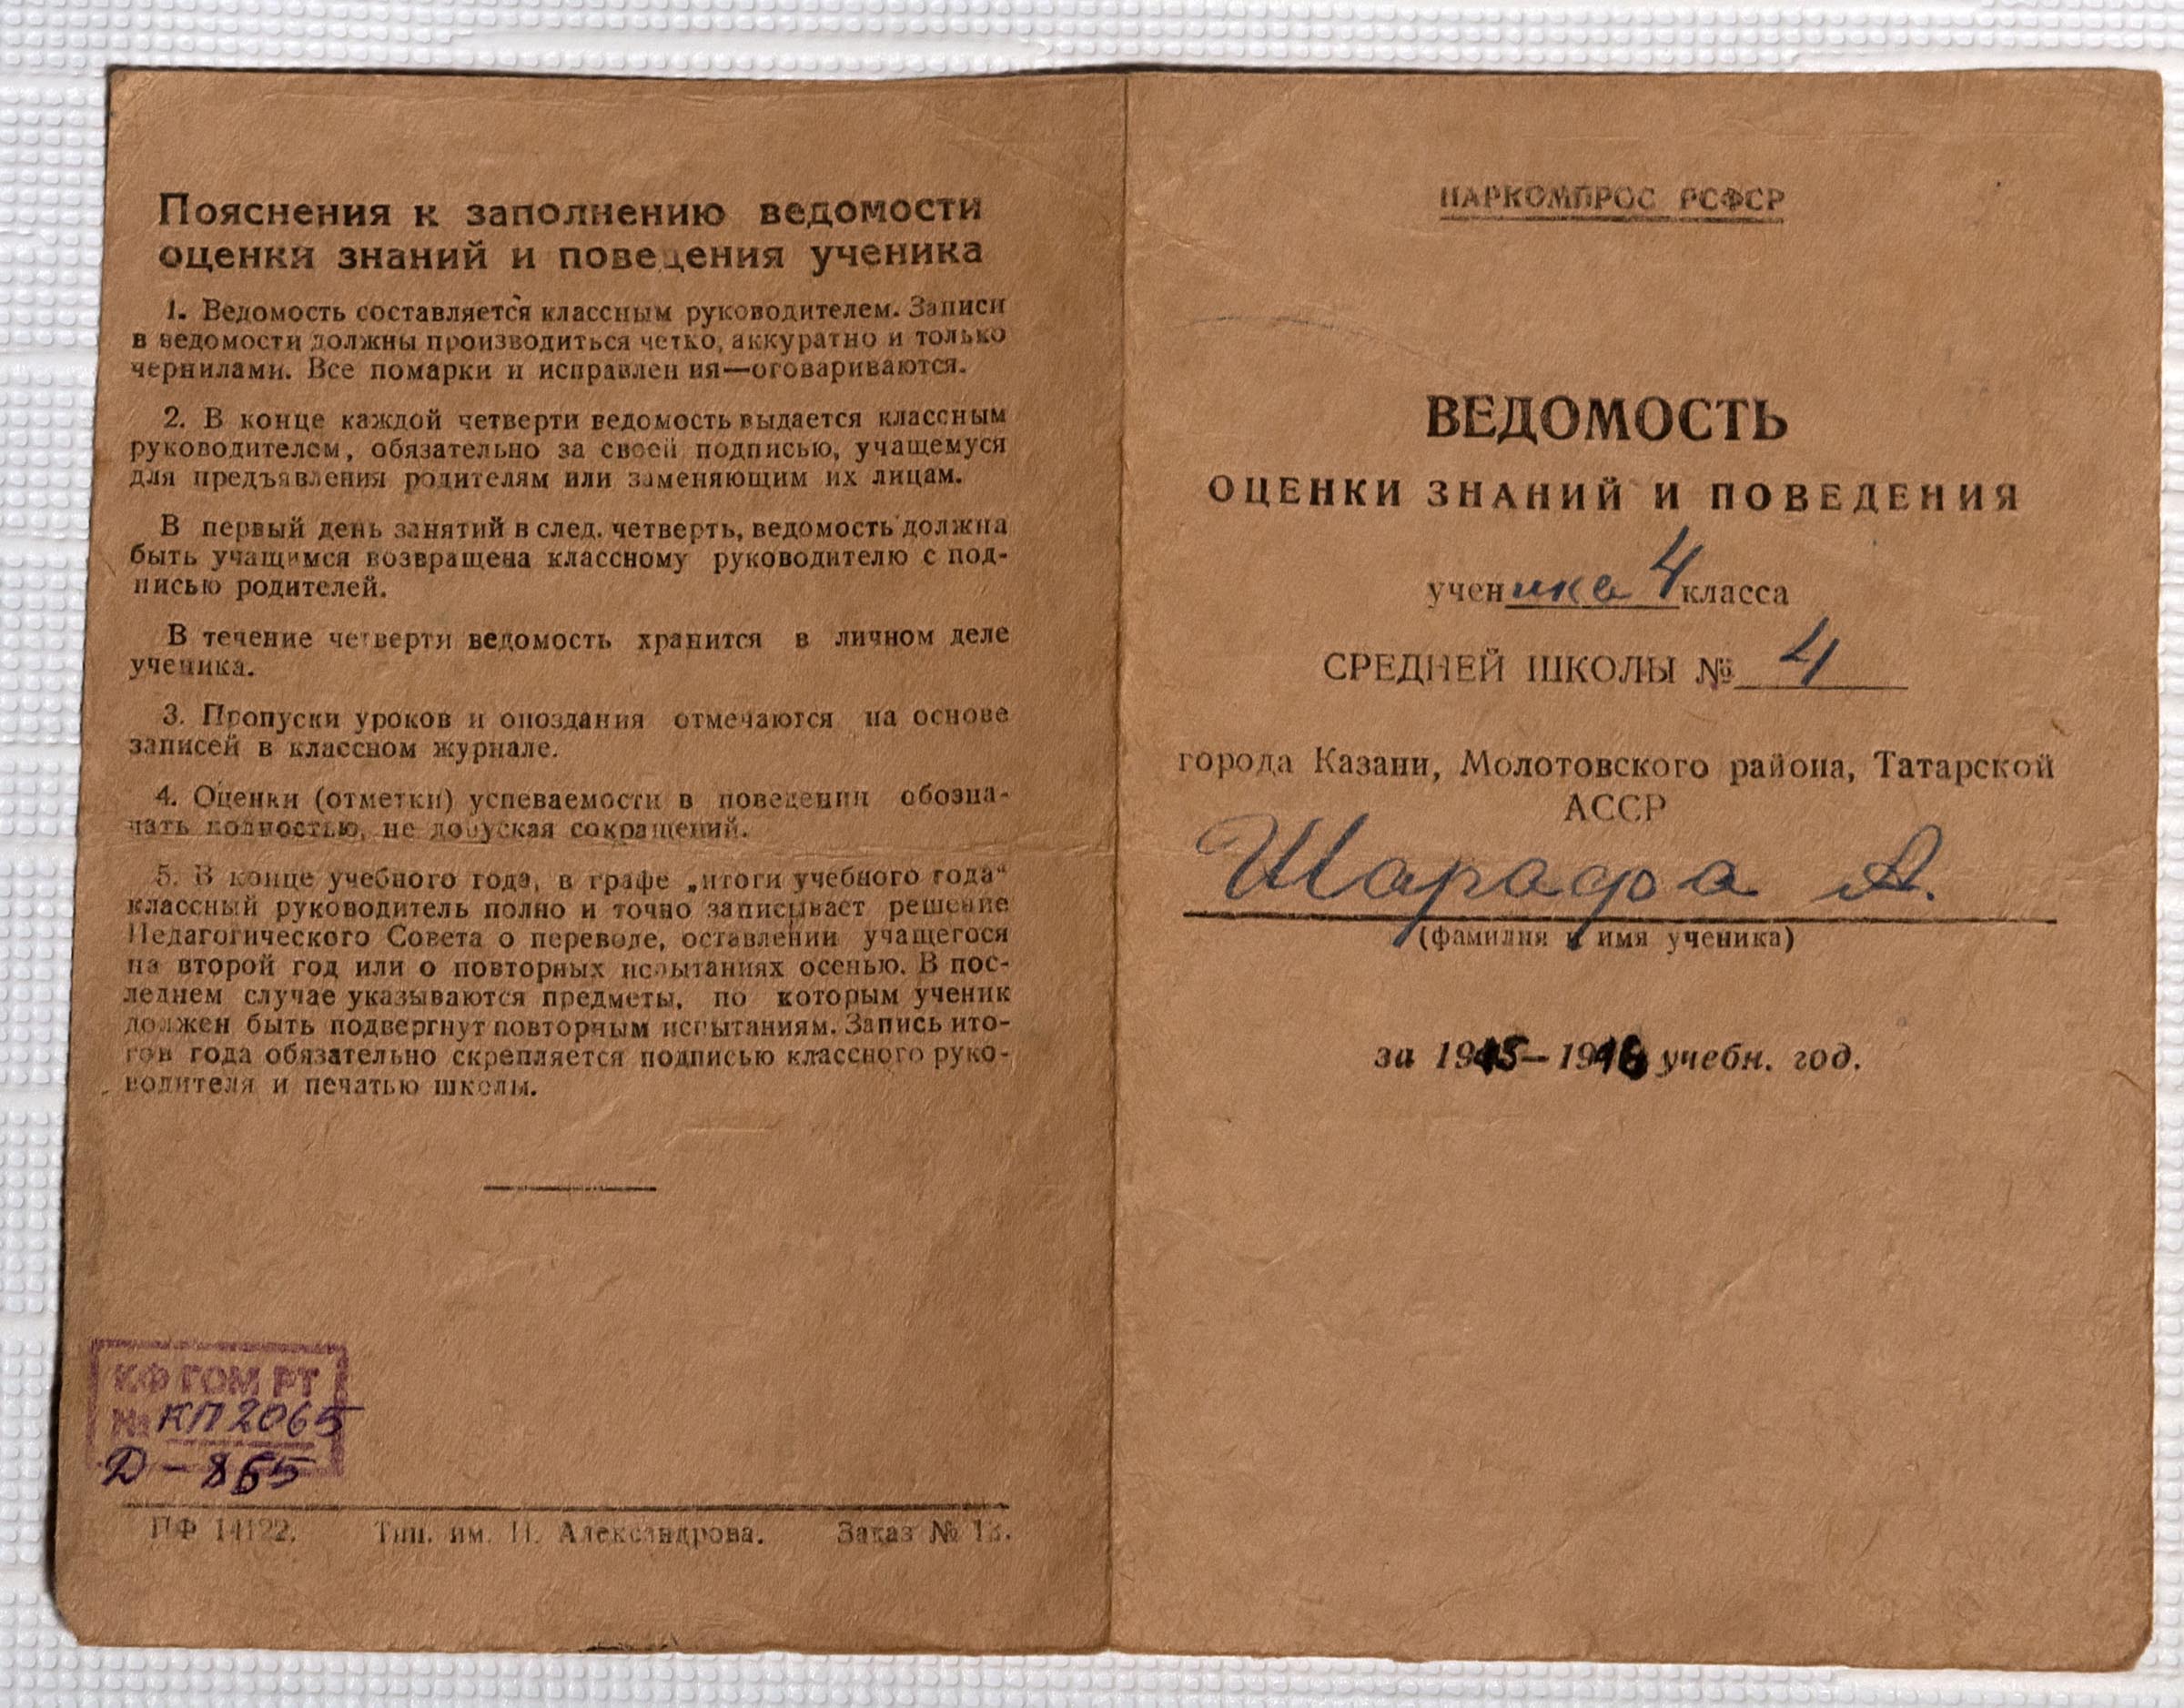 Пояснения к заполнению ведомости
оценки знаний и поведения ученика
1. Ведомость составляется классным руководителем. Записи
в ведомости должны производиться четко, аккуратно и только
чернилами. Все помарки и исправления—оговариваются.
2. В конце каждой четверти ведомость выдается классным
руководителем, обязательно за своей подписью, учащемуся
для предъявления родителям или заменяющим их лицам.
В первый день занятий в след. четверть, ведомость должна
быть учащимся возвращена классному руководителю с под-
писью родителей.
В течение четверти ведомость хранится в личном деле
ученика.
3. Пропуски уроков и опоздания отмечаются на основе
записей в классном журнале.
4. Оценки (отметки) успеваемости в поведении обозна-
чать полностью, не допуская сокращений.
5. В конце учебного года, в графе „итоги учебного года“
классный руководитель полно и точно записывает решение
Педагогического Совета о переводе, оставлении учащегося
на второй год или о повторных испытаниях осенью. В пос-
леднем случае указываются предметы, по которым ученик
должен быть подвергнут повторным испытаниям. Запись ито-
гов года обязательно скрепляется подписью классного руко-
водителя и печатью школы.
КФ ГОМ РТ
№ КП 2065
Д-865
ПФ 14122. Тип. им. Н. Александрова. Заказ № 13.
НАРКОМПРОС РСФСР
ВЕДОМОСТЬ
ОЦЕНКИ ЗНАНИЙ И ПОВЕДЕНИЯ
ученика 4 класса
СРЕДНЕЙ ШКОЛЫ № 4
города Казани, Молотовского района, Татарской
АССР
Шарафа А.
(фамилия и имя ученика)
за 1945—1946 учебн. год.